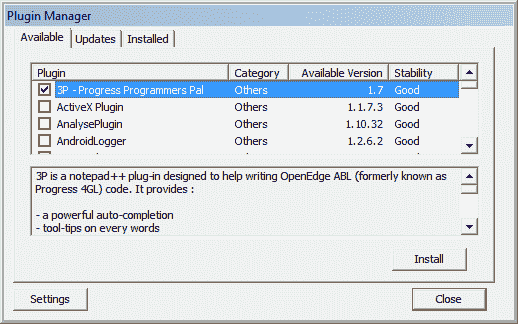 Plugin Manager
Available Updates Installed
Plugin Category Available Version Stability
3P - Progress Programmers Pal Others 1.7 Good
ActiveX Plugin Others 1.1.7.3 Good
AnalysePlugin Others 1.10.32 Good
AndroidLogger Others 1.2.6.2 Good
3P is a notepad++ plug-in designed to help writing OpenEdge ABL (formerly known as
Progress 4GL) code. It provides :
- a powerful auto-completion
- tool-tips on every words
Install
Settings Close